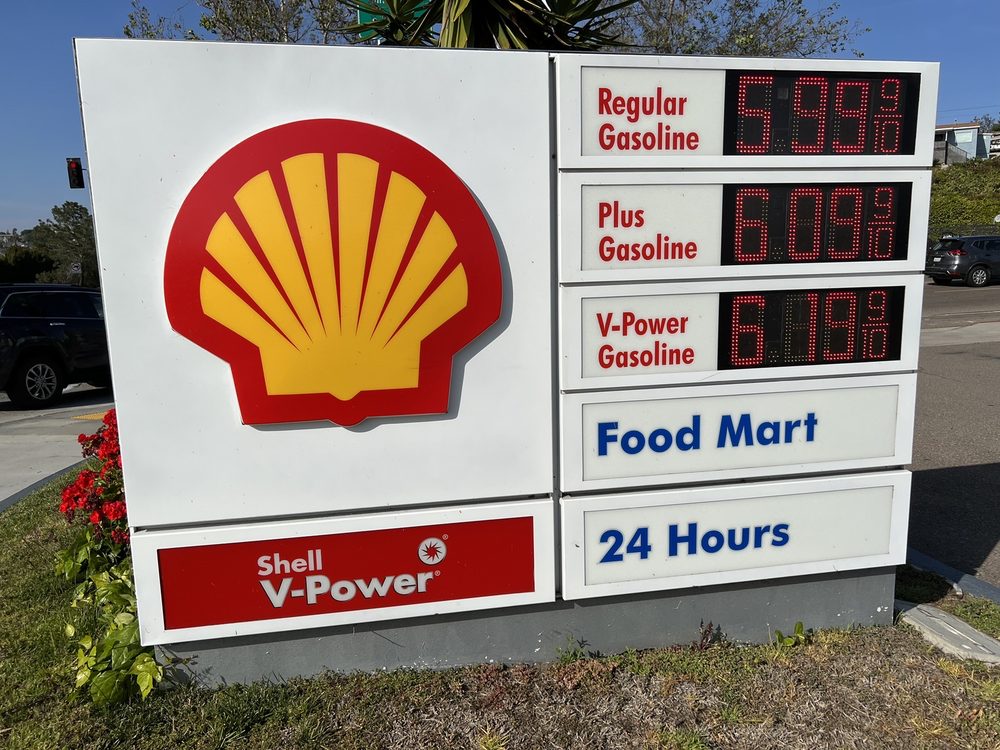 Regular
Gasoline
5.99 9/10
Plus
Gasoline
6.09 9/10
V-Power
Gasoline
6.19 9/10
Food Mart
24 Hours
Shell
V-Power®